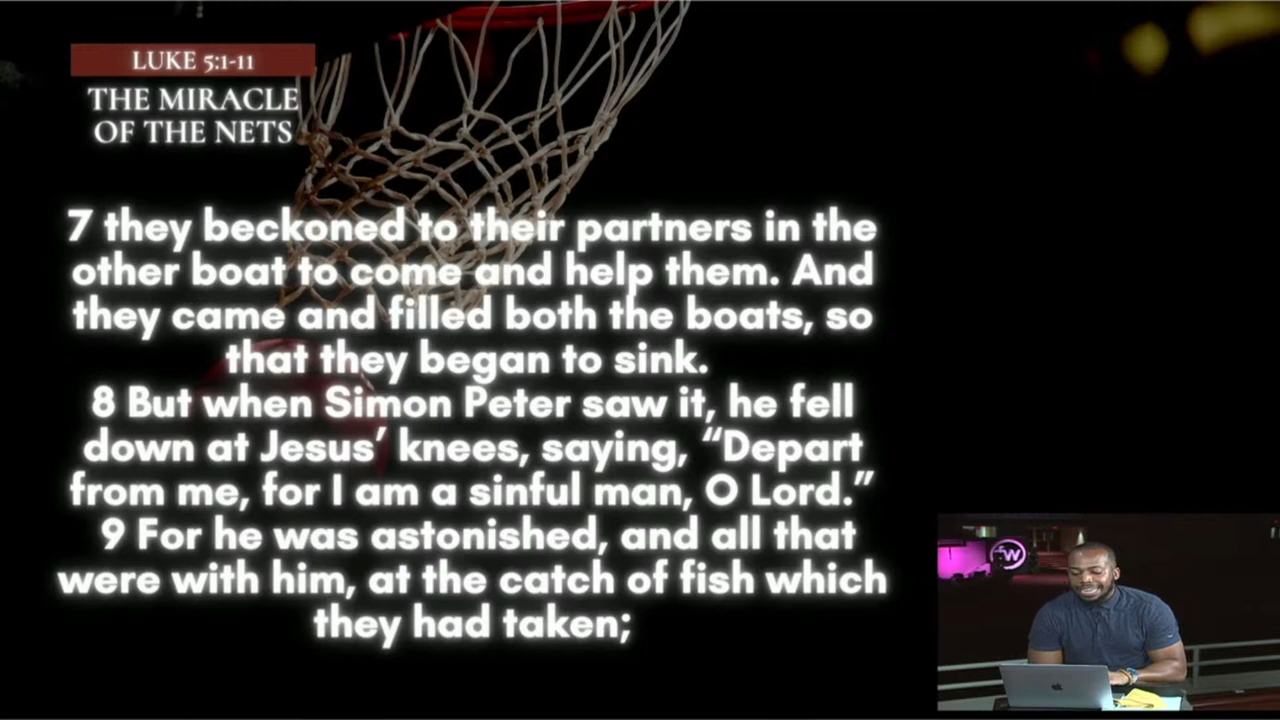 LUKE 5:1-11
THE MIRACLE
OF THE NETS
7 they beckoned to their partners in the
other boat to come and help them. And
they came and filled both the boats, so
that they began to sink.
8 But when Simon Peter saw it, he fell
down at Jesus’ knees, saying, “Depart
from me, for I am a sinful man, O Lord.”
9 For he was astonished, and all that
were with him, at the catch of fish which
they had taken;
fw